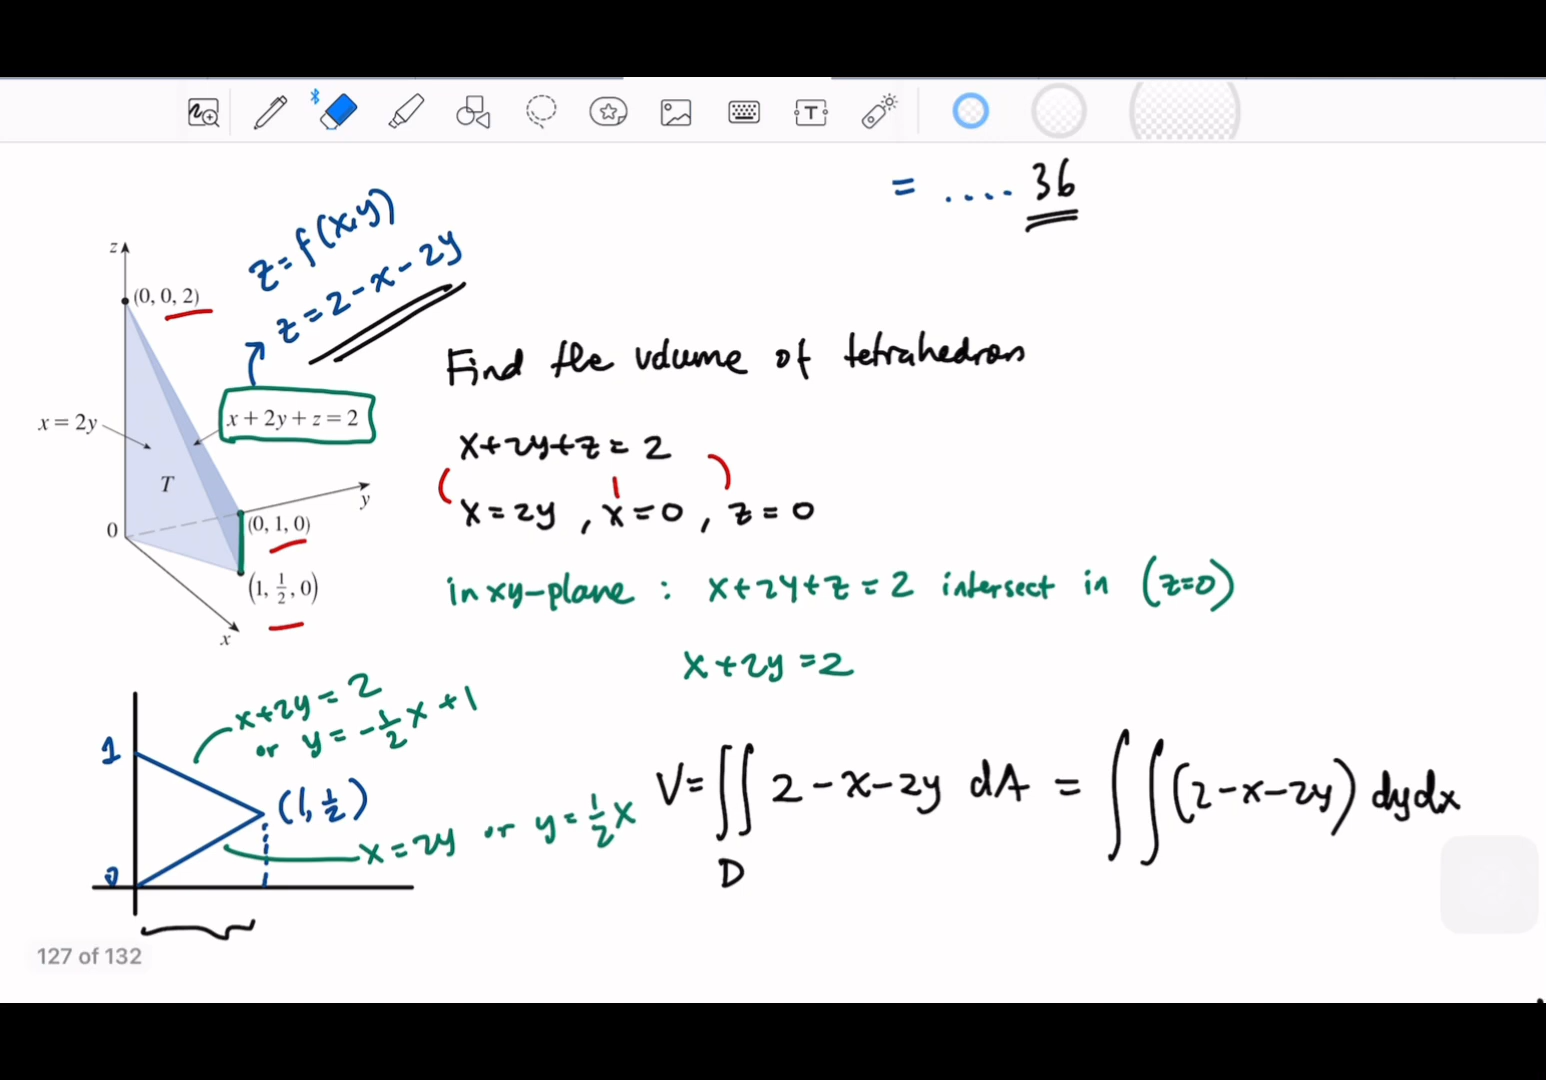 = .... 36
z = f(x,y)
z = 2 - x - 2y
z
(0, 0, 2)
Find the volume of tetrahedron
x + 2y + z = 2
x = 2y
x+2y+z = 2
T
x = 2y , x = 0 , z = 0
y
0
(0, 1, 0)
(1, 1/2, 0)
in xy-plane : x+2y+z = 2 intersect in (z=0)
x
x + 2y = 2
x+2y = 2
or y = -1/2 x + 1
1
V = ∬ 2 - x - 2y dA = ∫∫ (2-x-2y) dydx
D
(1, 1/2)
x = 2y or y = 1/2 x
0
127 of 132
T